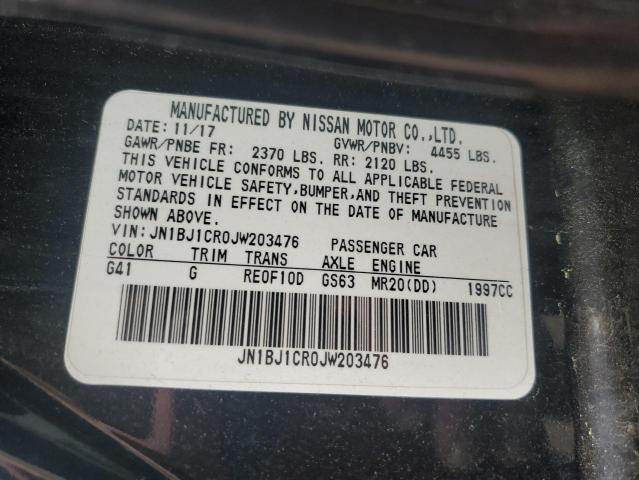 MANUFACTURED BY NISSAN MOTOR CO.,LTD.
DATE: 11/17 GVWR/PNBV: 4455 LBS.
GAWR/PNBE FR: 2370 LBS. RR: 2120 LBS.
THIS VEHICLE CONFORMS TO ALL APPLICABLE FEDERAL
MOTOR VEHICLE SAFETY,BUMPER,AND THEFT PREVENTION
STANDARDS IN EFFECT ON THE DATE OF MANUFACTURE
SHOWN ABOVE.
VIN:JN1BJ1CR0JW203476 PASSENGER CAR
COLOR TRIM TRANS AXLE ENGINE
G41 G RE0F10D GS63 MR20(DD) 1997CC
JN1BJ1CR0JW203476